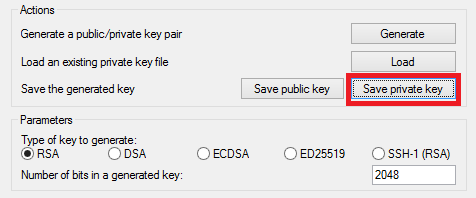 Actions
Generate a public/private key pair Generate
Load an existing private key file Load
Save the generated key Save public key Save private key
Parameters
Type of key to generate:
RSA DSA ECDSA ED25519 SSH-1 (RSA)
Number of bits in a generated key: 2048